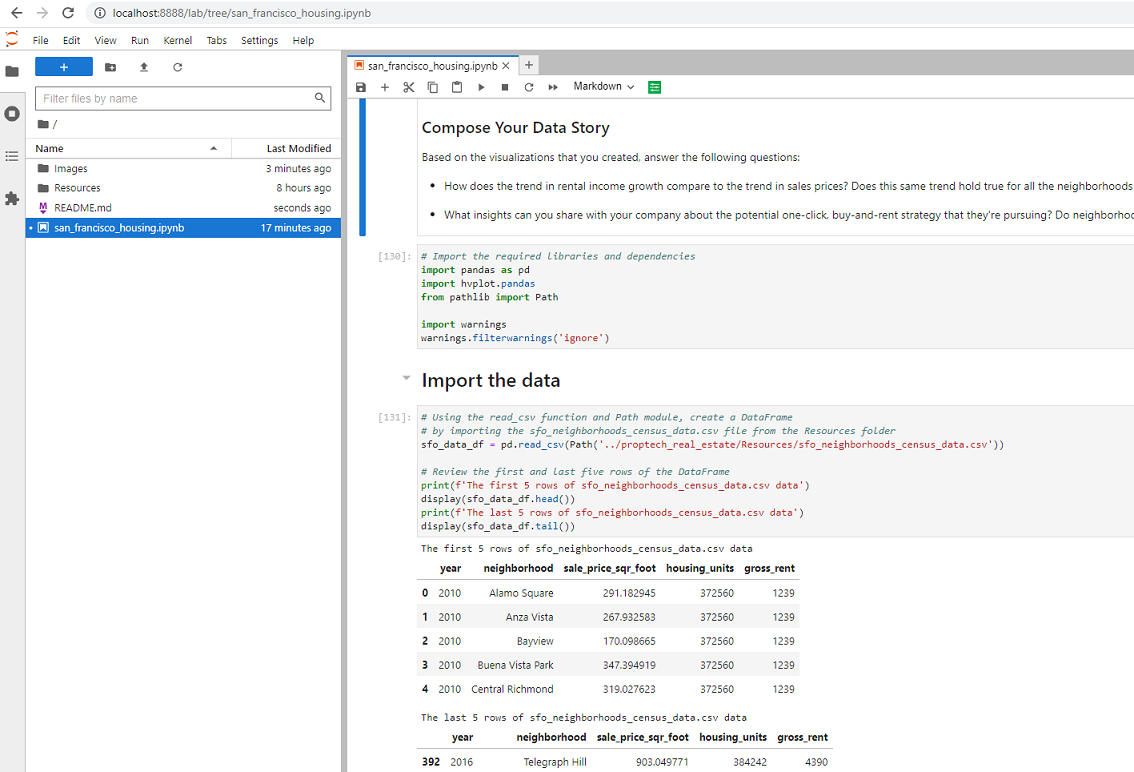 localhost:8888/lab/tree/san_francisco_housing.ipynb
File Edit View Run Kernel Tabs Settings Help
+
Filter files by name
/
Name Last Modified
Images 3 minutes ago
Resources 8 hours ago
README.md seconds ago
san_francisco_housing.ipynb 17 minutes ago
san_francisco_housing.ipynb × +
Markdown
Compose Your Data Story
Based on the visualizations that you created, answer the following questions:
• How does the trend in rental income growth compare to the trend in sales prices? Does this same trend hold true for all the neighborhoods
• What insights can you share with your company about the potential one-click, buy-and-rent strategy that they're pursuing? Do neighborhoo
[130]: # Import the required libraries and dependencies
import pandas as pd
import hvplot.pandas
from pathlib import Path
import warnings
warnings.filterwarnings('ignore')
Import the data
[131]: # Using the read_csv function and Path module, create a DataFrame
# by importing the sfo_neighborhoods_census_data.csv file from the Resources folder
sfo_data_df = pd.read_csv(Path('../proptech_real_estate/Resources/sfo_neighborhoods_census_data.csv'))
# Review the first and last five rows of the DataFrame
print(f'The first 5 rows of sfo_neighborhoods_census_data.csv data')
display(sfo_data_df.head())
print(f'The last 5 rows of sfo_neighborhoods_census_data.csv data')
display(sfo_data_df.tail())
The first 5 rows of sfo_neighborhoods_census_data.csv data
year neighborhood sale_price_sqr_foot housing_units gross_rent
0 2010 Alamo Square 291.182945 372560 1239
1 2010 Anza Vista 267.932583 372560 1239
2 2010 Bayview 170.098665 372560 1239
3 2010 Buena Vista Park 347.394919 372560 1239
4 2010 Central Richmond 319.027623 372560 1239
The last 5 rows of sfo_neighborhoods_census_data.csv data
year neighborhood sale_price_sqr_foot housing_units gross_rent
392 2016 Telegraph Hill 903.049771 384242 4390